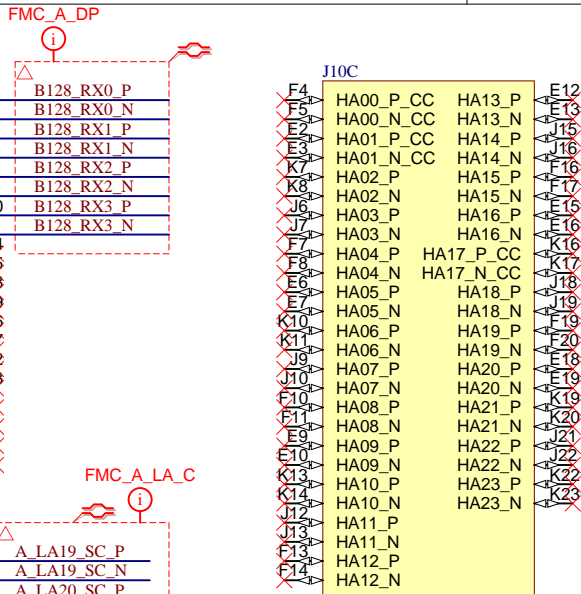 FMC_A_DP
i
B128_RX0_P
B128_RX0_N
B128_RX1_P
B128_RX1_N
B128_RX2_P
B128_RX2_N
B128_RX3_P
B128_RX3_N
FMC_A_LA_C
i
A_LA19_SC_P
A_LA19_SC_N
A_LA20_SC_P
J10C
F4 HA00_P_CC HA13_P E12
F5 HA00_N_CC HA13_N E13
E2 HA01_P_CC HA14_P J15
E3 HA01_N_CC HA14_N J16
K7 HA02_P HA15_P F16
K8 HA02_N HA15_N F17
J6 HA03_P HA16_P E15
J7 HA03_N HA16_N E16
F7 HA04_P HA17_P_CC K16
F8 HA04_N HA17_N_CC K17
E6 HA05_P HA18_P J18
E7 HA05_N HA18_N J19
K10 HA06_P HA19_P F19
K11 HA06_N HA19_N F20
J9 HA07_P HA20_P E18
J10 HA07_N HA20_N E19
F10 HA08_P HA21_P K19
F11 HA08_N HA21_N K20
E9 HA09_P HA22_P J21
E10 HA09_N HA22_N J22
K13 HA10_P HA23_P K22
K14 HA10_N HA23_N K23
J12 HA11_P
J13 HA11_N
F13 HA12_P
F14 HA12_N